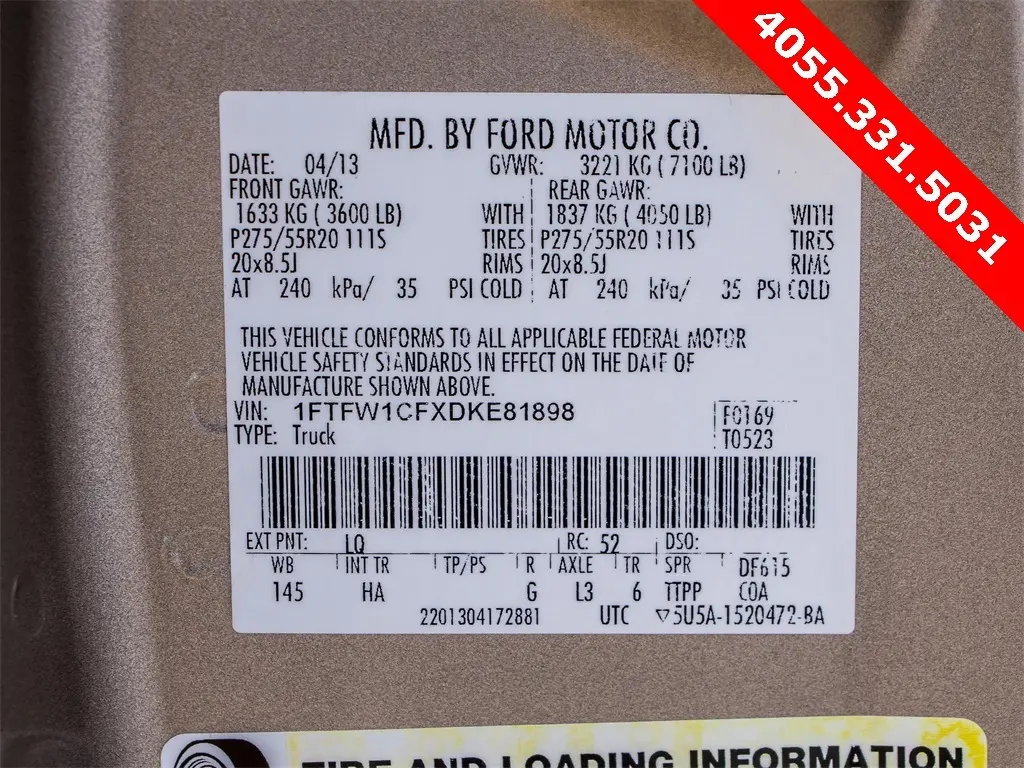 4055.331.5031
MFD. BY FORD MOTOR CO.
DATE: 04/13 GVWR: 3221 KG ( 7100 LB)
FRONT GAWR: REAR GAWR:
1633 KG ( 3600 LB) WITH 1837 KG ( 4050 LB) WITH
P275/55R20 111S TIRES P275/55R20 111S TIRES
20x8.5J RIMS 20x8.5J RIMS
AT 240 kPa/ 35 PSI COLD AT 240 kPa/ 35 PSI COLD
THIS VEHICLE CONFORMS TO ALL APPLICABLE FEDERAL MOTOR
VEHICLE SAFETY STANDARDS IN EFFECT ON THE DATE OF
MANUFACTURE SHOWN ABOVE.
VIN: 1FTFW1CFXDKE81898 F0169
TYPE: Truck T0523
EXT PNT: LQ RC: 52 DSO:
WB INT TR TP/PS R AXLE TR SPR DF615
145 HA G L3 6 TTPP COA
2201304172881 UTC ▽5U5A-1520472-BA
TIRE AND LOADING INFORMATION